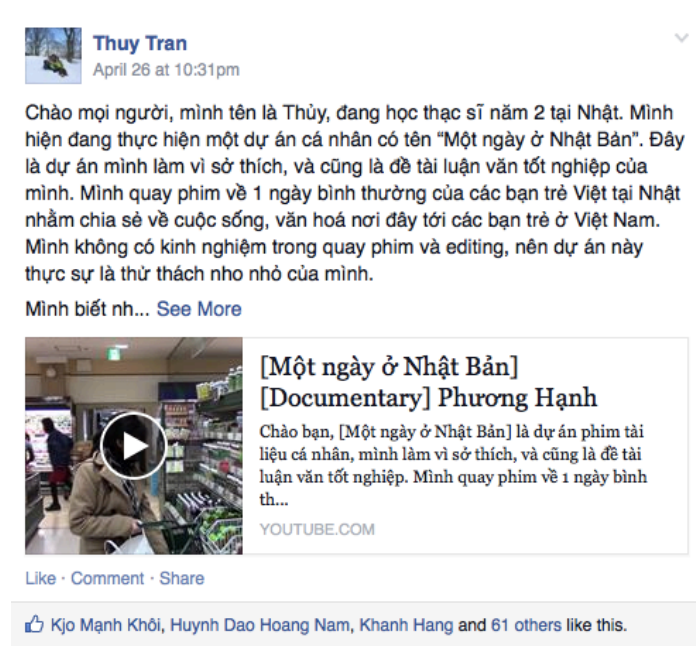 Thuy Tran
April 26 at 10:31pm
Chào mọi người, mình tên là Thủy, đang học thạc sĩ năm 2 tại Nhật. Mình
hiện đang thực hiện một dự án cá nhân có tên “Một ngày ở Nhật Bản”. Đây
là dự án mình làm vì sở thích, và cũng là đề tài luận văn tốt nghiệp của
mình. Mình quay phim về 1 ngày bình thường của các bạn trẻ Việt tại Nhật
nhằm chia sẻ về cuộc sống, văn hoá nơi đây tới các bạn trẻ ở Việt Nam.
Mình không có kinh nghiệm trong quay phim và editing, nên dự án này
thực sự là thử thách nho nhỏ của mình.
Mình biết nh... See More
[Một ngày ở Nhật Bản]
[Documentary] Phương Hạnh
Chào bạn, [Một ngày ở Nhật Bản] là dự án phim tài
liệu cá nhân, mình làm vì sở thích, và cũng là đề tài
luận văn tốt nghiệp. Mình quay phim về 1 ngày bình
th...
YOUTUBE.COM
Like · Comment · Share
Kjo Mạnh Khôi, Huynh Dao Hoang Nam, Khanh Hang and 61 others like this.